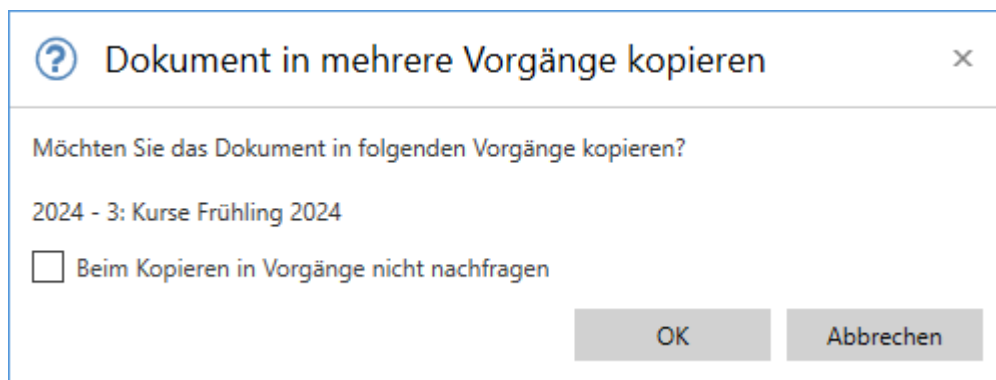 Dokument in mehrere Vorgänge kopieren
Möchten Sie das Dokument in folgenden Vorgänge kopieren?
2024 - 3: Kurse Frühling 2024
Beim Kopieren in Vorgänge nicht nachfragen
OK Abbrechen